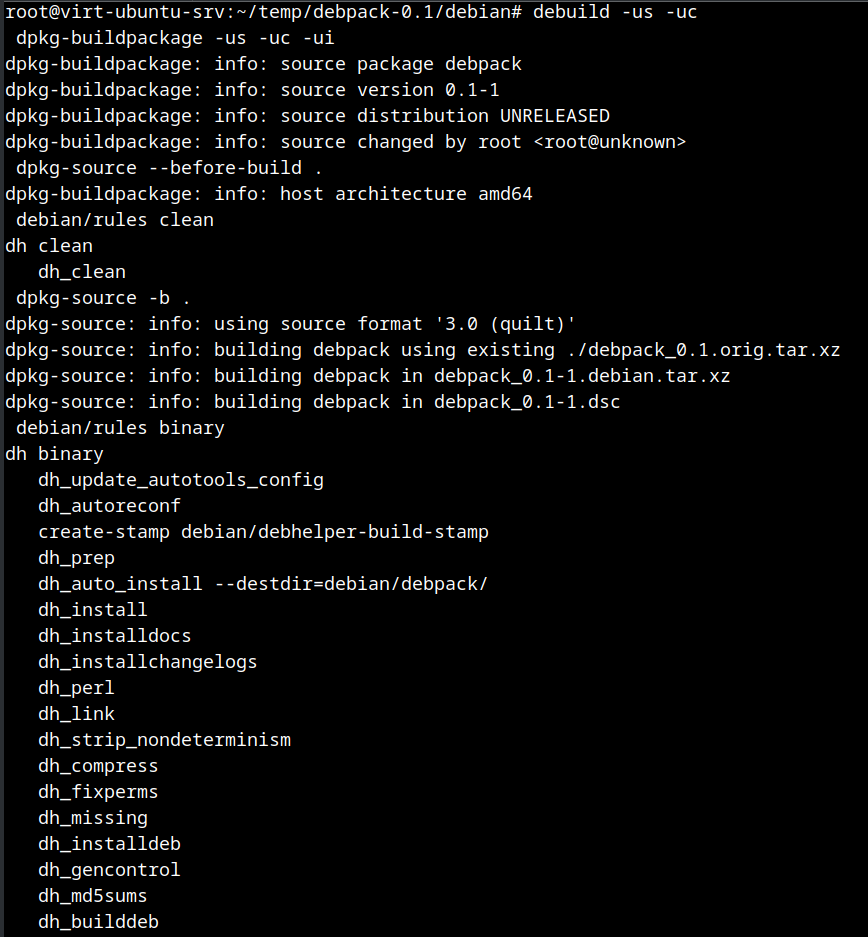 root@virt-ubuntu-srv:~/temp/debpack-0.1/debian# debuild -us -uc
 dpkg-buildpackage -us -uc -ui
dpkg-buildpackage: info: source package debpack
dpkg-buildpackage: info: source version 0.1-1
dpkg-buildpackage: info: source distribution UNRELEASED
dpkg-buildpackage: info: source changed by root <root@unknown>
 dpkg-source --before-build .
dpkg-buildpackage: info: host architecture amd64
 debian/rules clean
dh clean
   dh_clean
 dpkg-source -b .
dpkg-source: info: using source format '3.0 (quilt)'
dpkg-source: info: building debpack using existing ./debpack_0.1.orig.tar.xz
dpkg-source: info: building debpack in debpack_0.1-1.debian.tar.xz
dpkg-source: info: building debpack in debpack_0.1-1.dsc
 debian/rules binary
dh binary
   dh_update_autotools_config
   dh_autoreconf
   create-stamp debian/debhelper-build-stamp
   dh_prep
   dh_auto_install --destdir=debian/debpack/
   dh_install
   dh_installdocs
   dh_installchangelogs
   dh_perl
   dh_link
   dh_strip_nondeterminism
   dh_compress
   dh_fixperms
   dh_missing
   dh_installdeb
   dh_gencontrol
   dh_md5sums
   dh_builddeb